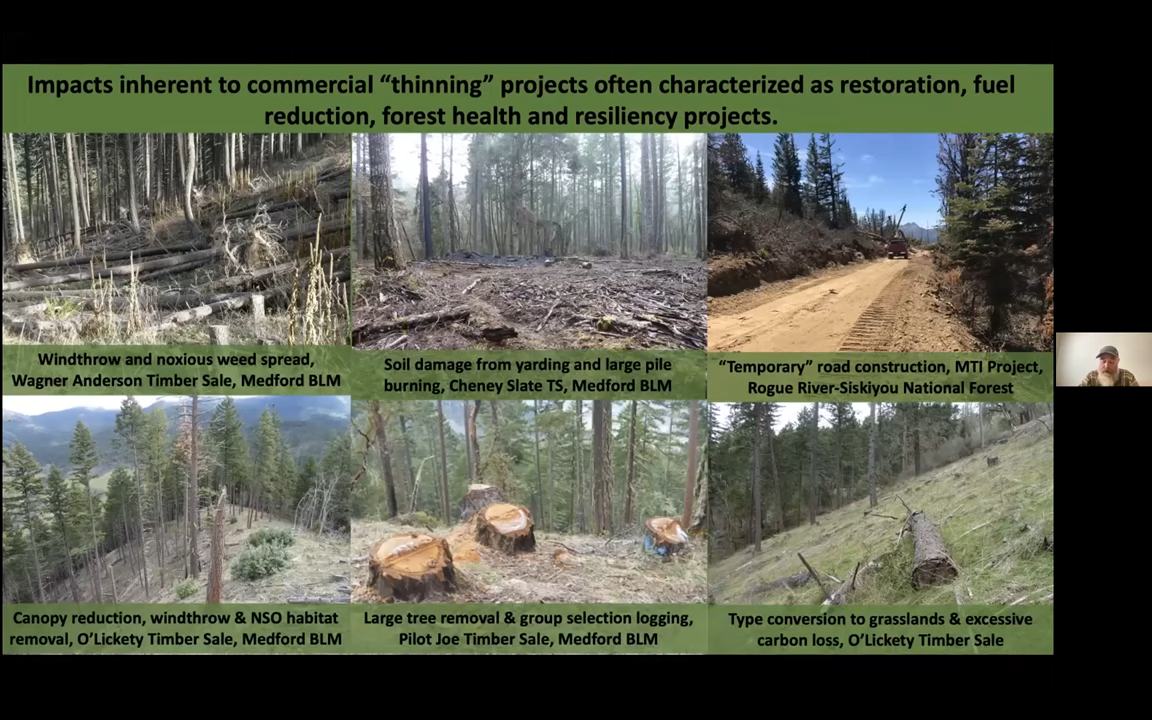 Impacts inherent to commercial “thinning” projects often characterized as restoration, fuel
reduction, forest health and resiliency projects.
Windthrow and noxious weed spread,
Wagner Anderson Timber Sale, Medford BLM
Soil damage from yarding and large pile
burning, Cheney Slate TS, Medford BLM
“Temporary” road construction, MTI Project,
Rogue River-Siskiyou National Forest
Canopy reduction, windthrow & NSO habitat
removal, O’Lickety Timber Sale, Medford BLM
Large tree removal & group selection logging,
Pilot Joe Timber Sale, Medford BLM
Type conversion to grasslands & excessive
carbon loss, O’Lickety Timber Sale